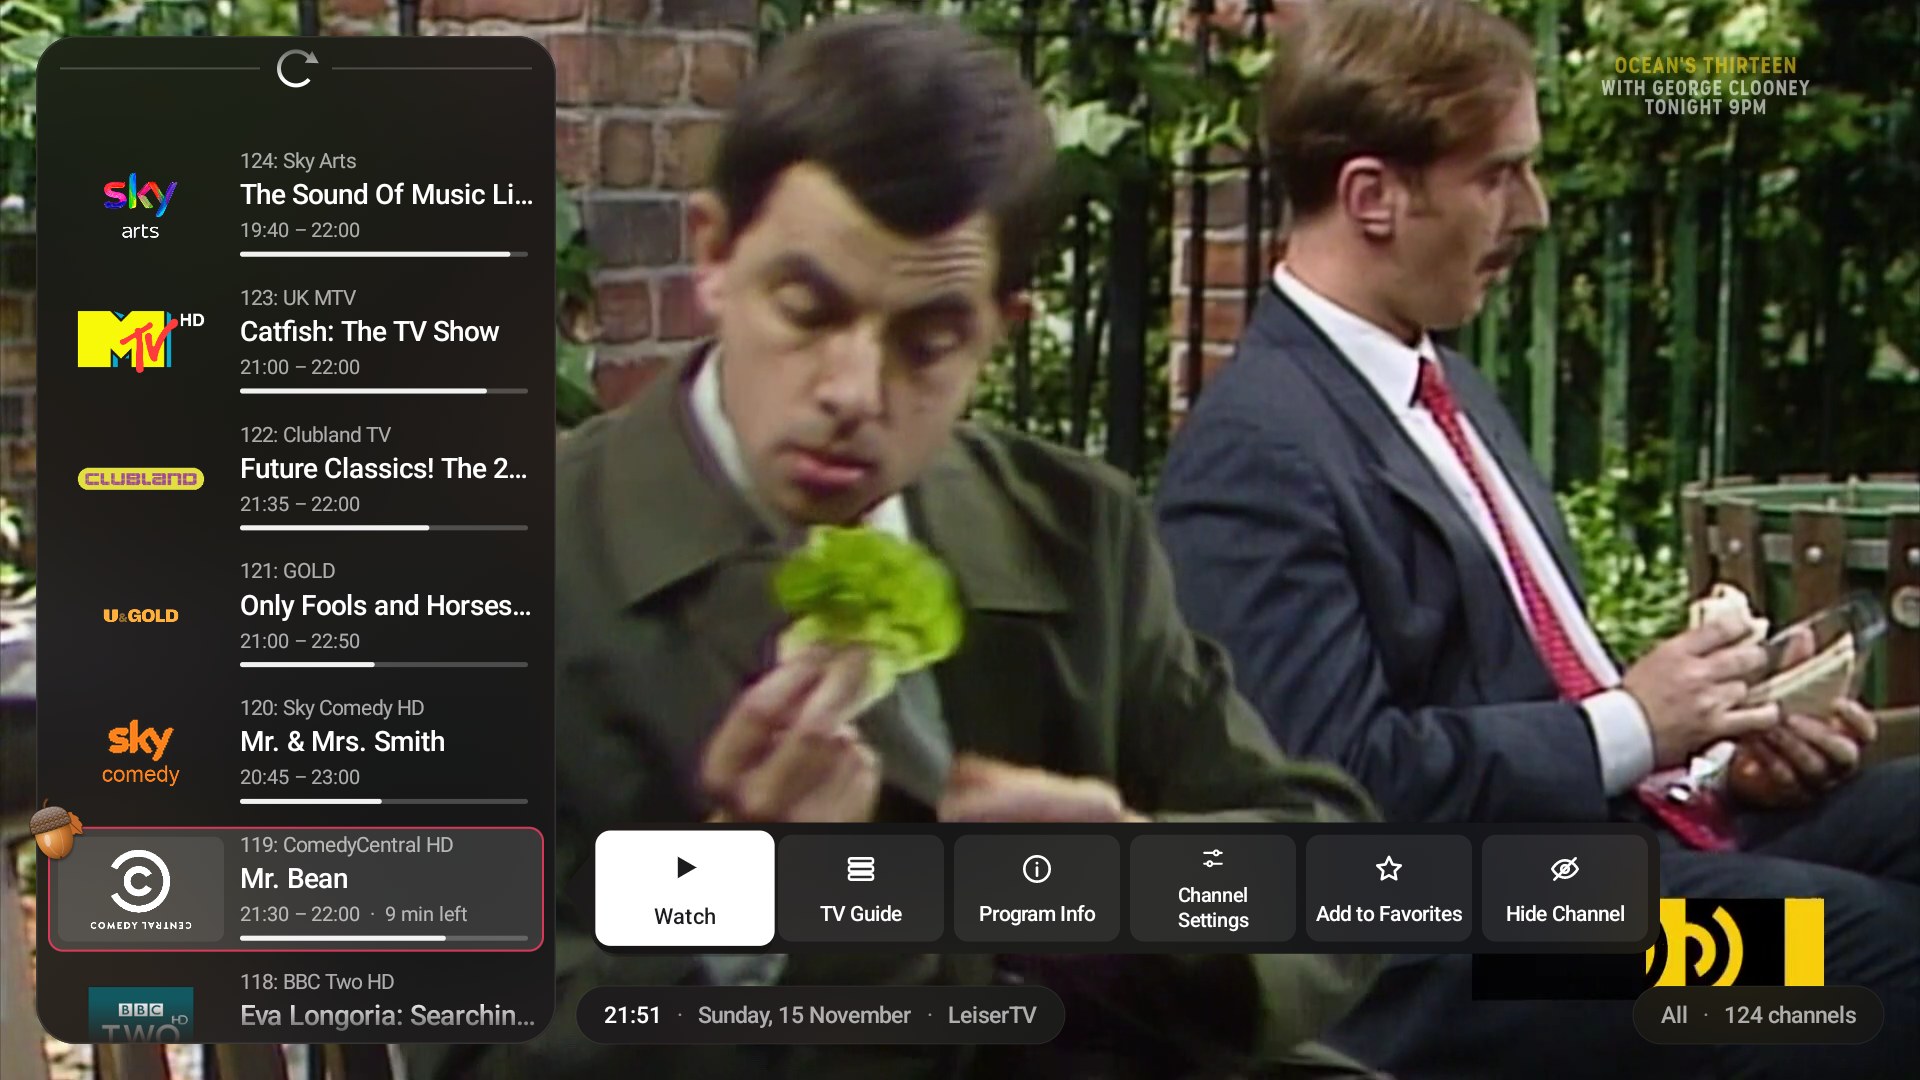 OCEAN'S THIRTEEN
WITH GEORGE CLOONEY
TONIGHT 9PM
sky
arts
124: Sky Arts
The Sound Of Music Li...
19:40 – 22:00
MTV HD
123: UK MTV
Catfish: The TV Show
21:00 – 22:00
CLUBLAND
122: Clubland TV
Future Classics! The 2...
21:35 – 22:00
U&GOLD
121: GOLD
Only Fools and Horses...
21:00 – 22:50
sky
comedy
120: Sky Comedy HD
Mr. & Mrs. Smith
20:45 – 23:00
COMEDY CENTRAL
119: ComedyCentral HD
Mr. Bean
21:30 – 22:00 · 9 min left
BBC
TWO HD
118: BBC Two HD
Eva Longoria: Searchin...
Watch
TV Guide
Program Info
Channel
Settings
Add to Favorites
Hide Channel
21:51 · Sunday, 15 November · LeiserTV
All · 124 channels